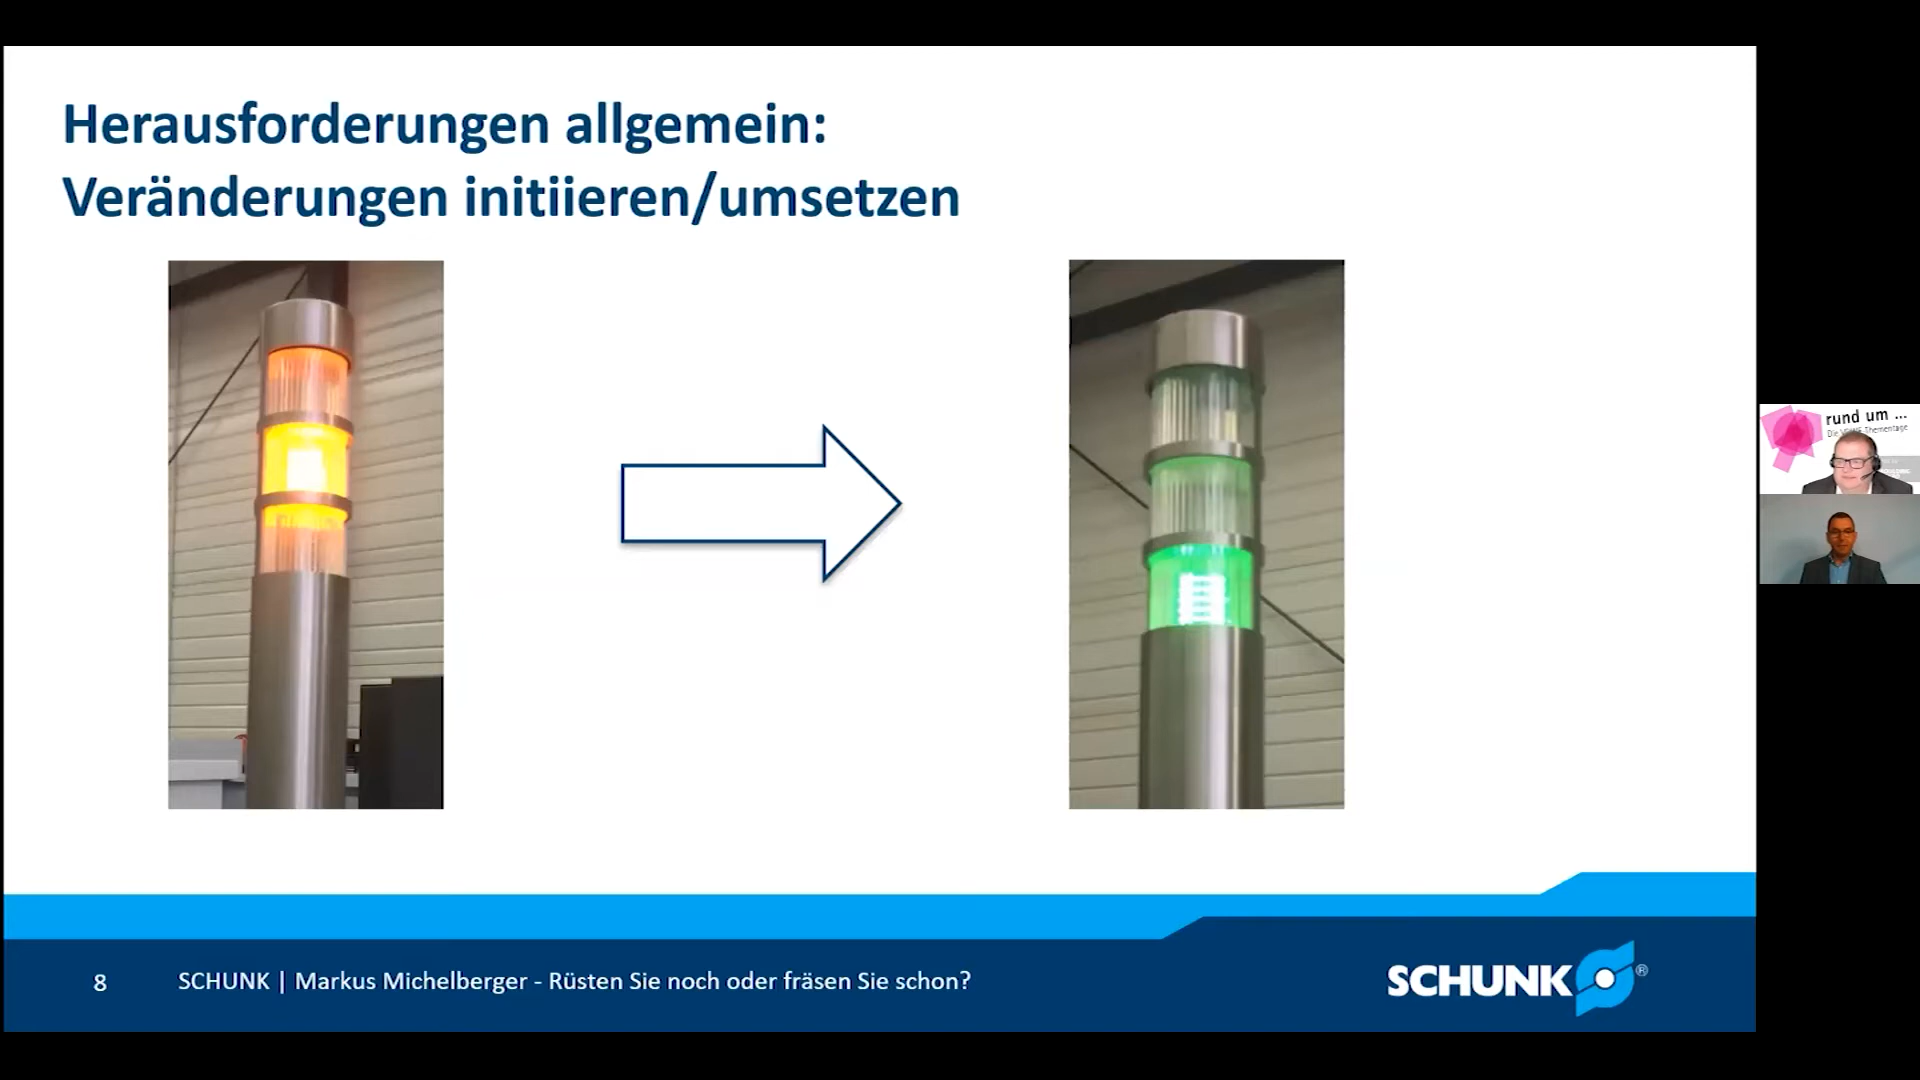 Herausforderungen allgemein:
Veränderungen initiieren/umsetzen
rund um ...
8
SCHUNK | Markus Michelberger - Rüsten Sie noch oder fräsen Sie schon?
SCHUNK®